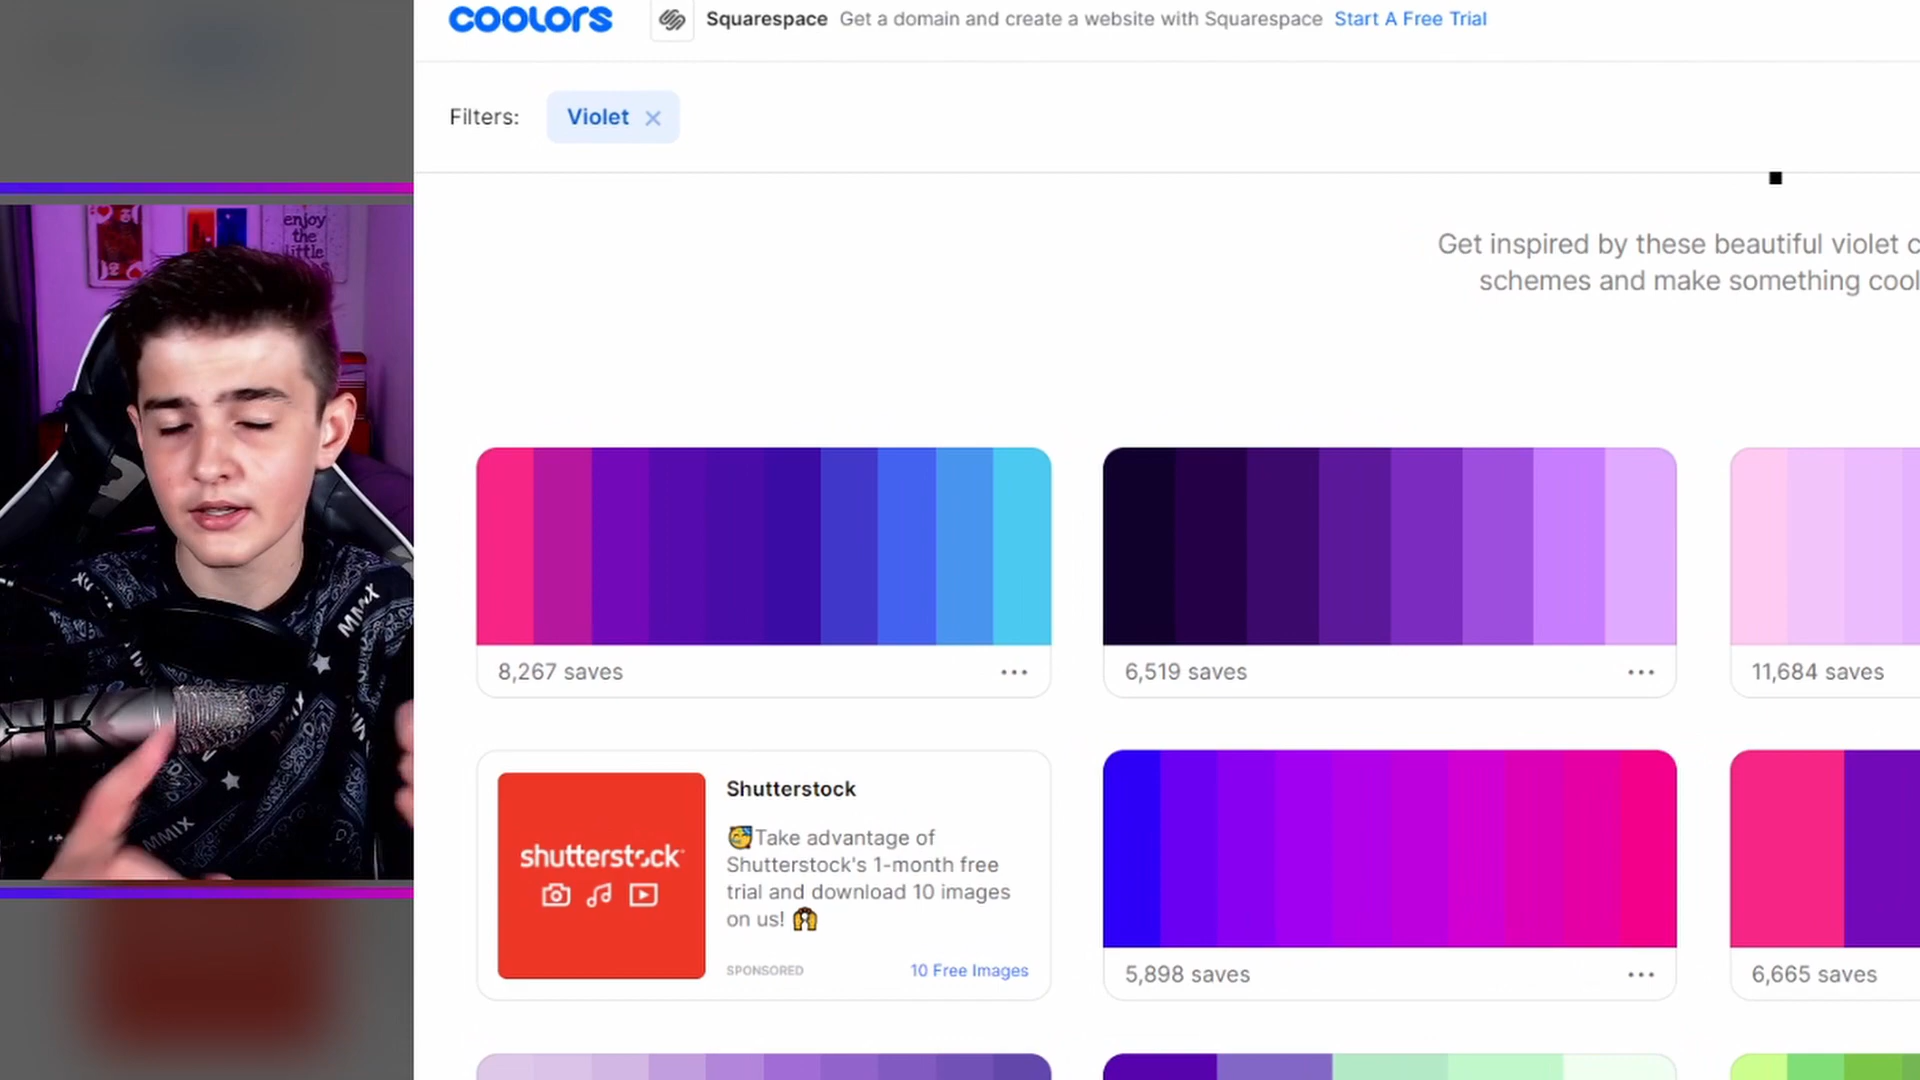 coolors
Squarespace Get a domain and create a website with Squarespace Start A Free Trial
Filters: Violet
Get inspired by these beautiful violet c
schemes and make something cool
enjoy
the
little
8,267 saves
6,519 saves
11,684 saves
MMIX
MMIX
shutterstock
Shutterstock
Take advantage of
Shutterstock's 1-month free
trial and download 10 images
on us!
SPONSORED
10 Free Images
5,898 saves
6,665 saves